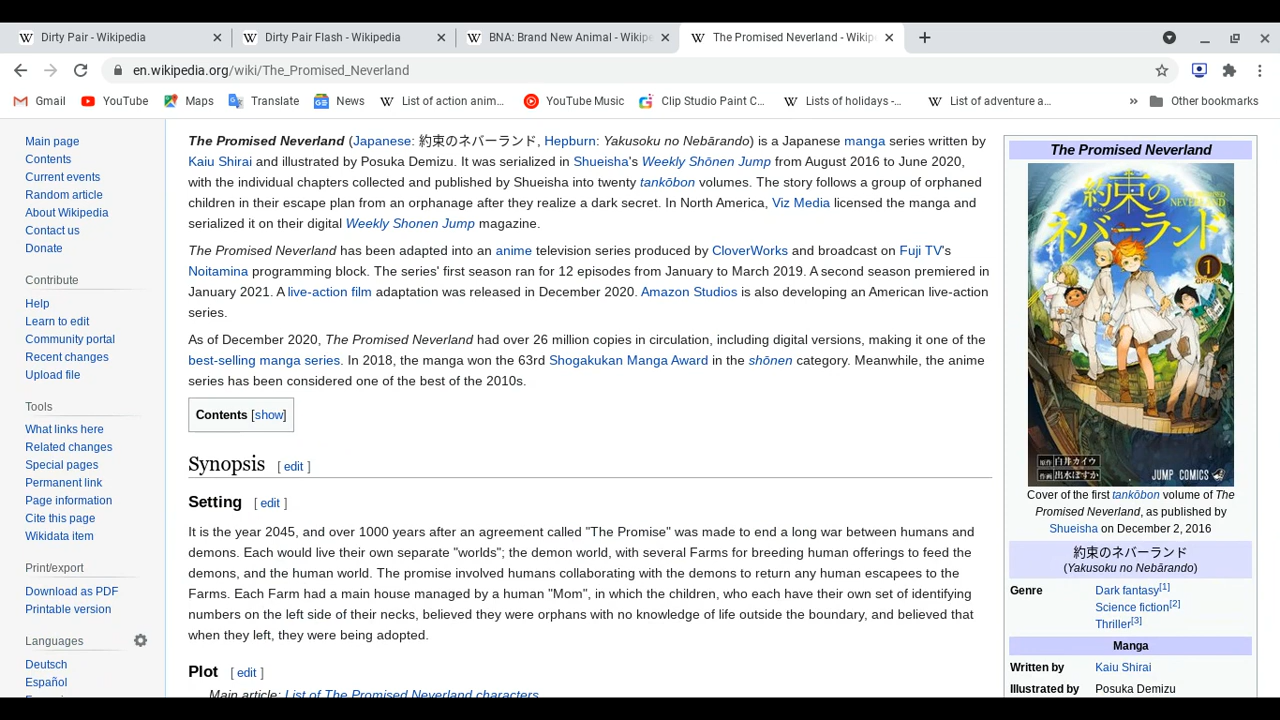 Dirty Pair - Wikipedia
Dirty Pair Flash - Wikipedia
BNA: Brand New Animal - Wikipe
The Promised Neverland - Wikip
en.wikipedia.org/wiki/The_Promised_Neverland
Gmail
YouTube
Maps
Translate
News
List of action anim...
YouTube Music
Clip Studio Paint C...
Lists of holidays -...
List of adventure a...
» Other bookmarks
Main page
Contents
Current events
Random article
About Wikipedia
Contact us
Donate
Contribute
Help
Learn to edit
Community portal
Recent changes
Upload file
Tools
What links here
Related changes
Special pages
Permanent link
Page information
Cite this page
Wikidata item
Print/export
Download as PDF
Printable version
Languages
Deutsch
Español
The Promised Neverland (Japanese: 約束のネバーランド, Hepburn: Yakusoku no Nebārando) is a Japanese manga series written by
Kaiu Shirai and illustrated by Posuka Demizu. It was serialized in Shueisha's Weekly Shōnen Jump from August 2016 to June 2020,
with the individual chapters collected and published by Shueisha into twenty tankōbon volumes. The story follows a group of orphaned
children in their escape plan from an orphanage after they realize a dark secret. In North America, Viz Media licensed the manga and
serialized it on their digital Weekly Shonen Jump magazine.
The Promised Neverland has been adapted into an anime television series produced by CloverWorks and broadcast on Fuji TV's
Noitamina programming block. The series' first season ran for 12 episodes from January to March 2019. A second season premiered in
January 2021. A live-action film adaptation was released in December 2020. Amazon Studios is also developing an American live-action
series.
As of December 2020, The Promised Neverland had over 26 million copies in circulation, including digital versions, making it one of the
best-selling manga series. In 2018, the manga won the 63rd Shogakukan Manga Award in the shōnen category. Meanwhile, the anime
series has been considered one of the best of the 2010s.
Contents [show]
Synopsis [ edit ]
Setting [ edit ]
It is the year 2045, and over 1000 years after an agreement called "The Promise" was made to end a long war between humans and
demons. Each would live their own separate "worlds"; the demon world, with several Farms for breeding human offerings to feed the
demons, and the human world. The promise involved humans collaborating with the demons to return any human escapees to the
Farms. Each Farm had a main house managed by a human "Mom", in which the children, who each have their own set of identifying
numbers on the left side of their necks, believed they were orphans with no knowledge of life outside the boundary, and believed that
when they left, they were being adopted.
Plot [ edit ]
Main article: List of The Promised Neverland characters
The Promised Neverland
約束の
ネバーランド
1
原作 白井カイウ
作画 出水ぽすか
JUMP COMICS
Cover of the first tankōbon volume of The
Promised Neverland, as published by
Shueisha on December 2, 2016
約束のネバーランド
(Yakusoku no Nebārando)
Genre Dark fantasy[1]
Science fiction[2]
Thriller[3]
Manga
Written by Kaiu Shirai
Illustrated by Posuka Demizu